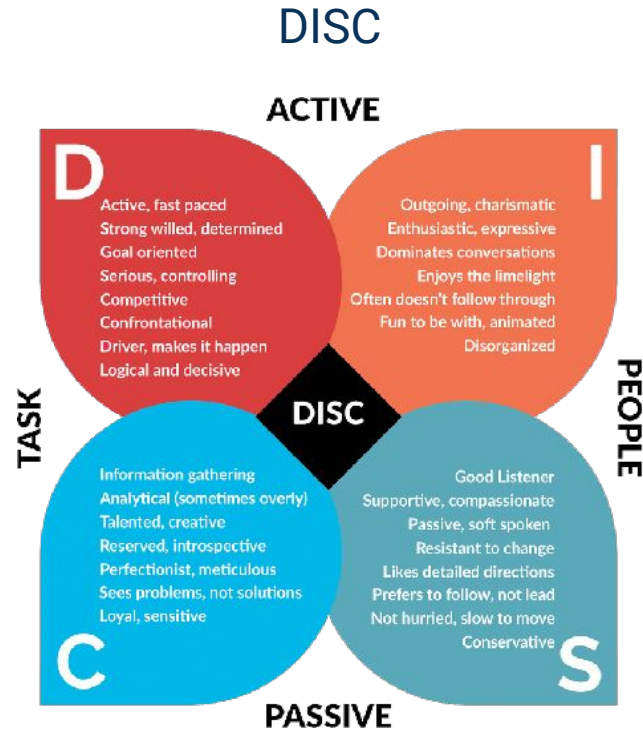 DISC
ACTIVE
D
Active, fast paced
Strong willed, determined
Goal oriented
Serious, controlling
Competitive
Confrontational
Driver, makes it happen
Logical and decisive
I
Outgoing, charismatic
Enthusiastic, expressive
Dominates conversations
Enjoys the limelight
Often doesn't follow through
Fun to be with, animated
Disorganized
TASK
DISC
PEOPLE
Information gathering
Analytical (sometimes overly)
Talented, creative
Reserved, introspective
Perfectionist, meticulous
Sees problems, not solutions
Loyal, sensitive
C
Good Listener
Supportive, compassionate
Passive, soft spoken
Resistant to change
Likes detailed directions
Prefers to follow, not lead
Not hurried, slow to move
Conservative
S
PASSIVE